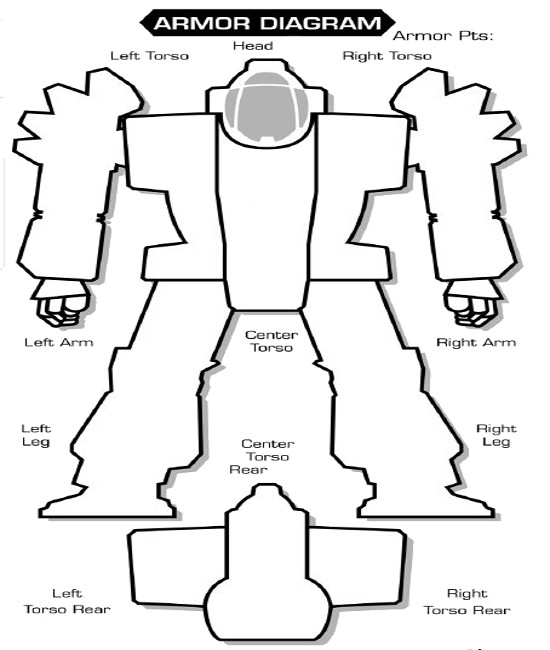 ARMOR DIAGRAM
Armor Pts:
Left Torso
Head
Right Torso
Left Arm
Center
Torso
Right Arm
Left
Leg
Right
Leg
Center
Torso
Rear
Left
Torso Rear
Right
Torso Rear